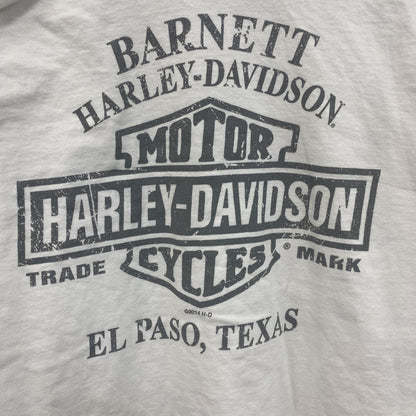 BARNETT
HARLEY-DAVIDSON®
MOTOR
HARLEY-DAVIDSON
TRADE CYCLES ® MARK
©2014 H-D
EL PASO, TEXAS